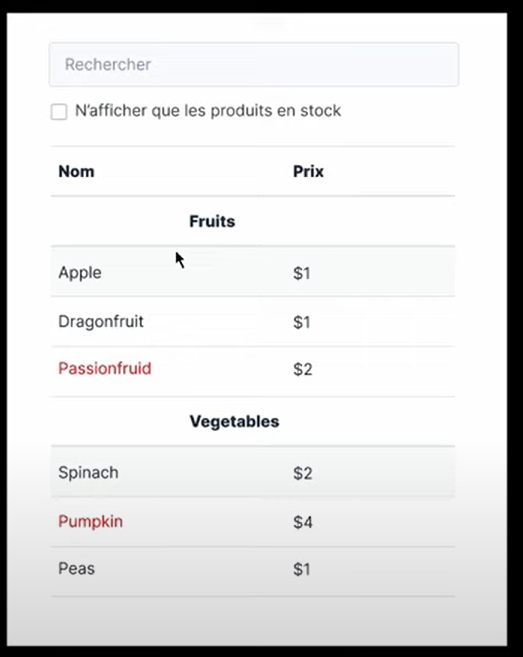 Rechercher
N'afficher que les produits en stock
Nom Prix
Fruits
Apple $1
Dragonfruit $1
Passionfruid $2
Vegetables
Spinach $2
Pumpkin $4
Peas $1